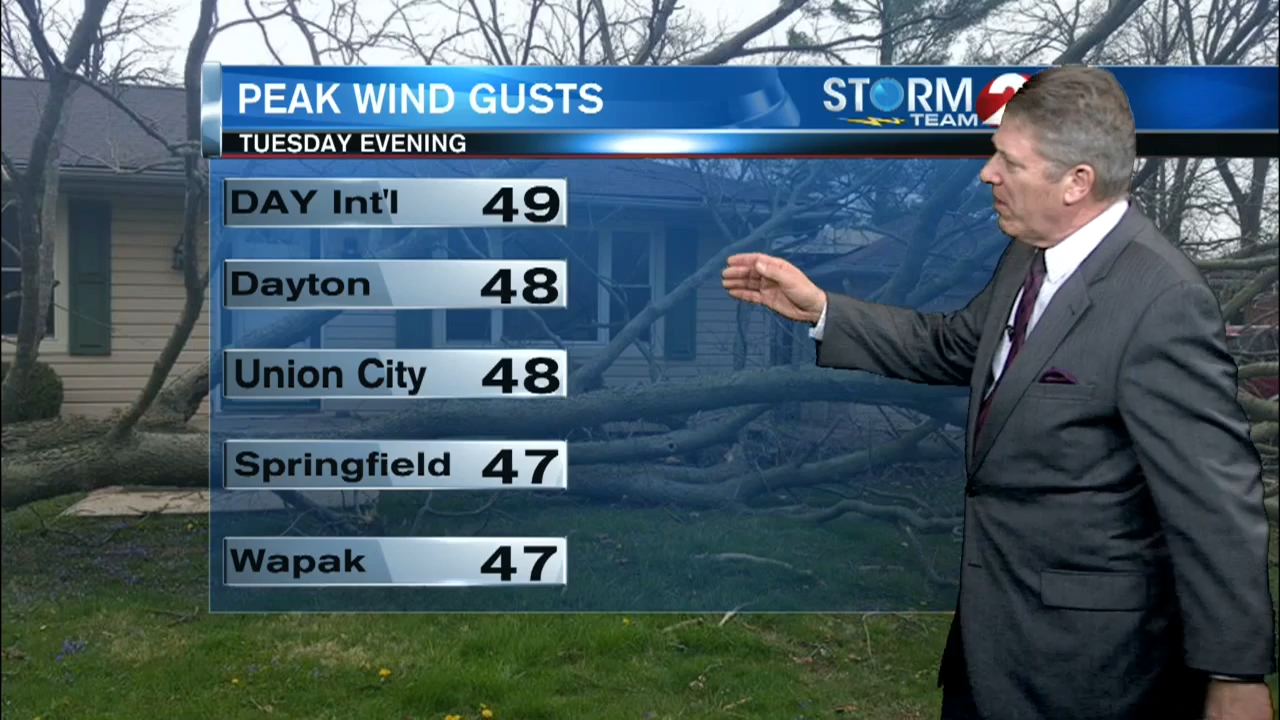 PEAK WIND GUSTS
STORM 2
TEAM
TUESDAY EVENING
DAY Int'l 49
Dayton 48
Union City 48
Springfield 47
Wapak 47